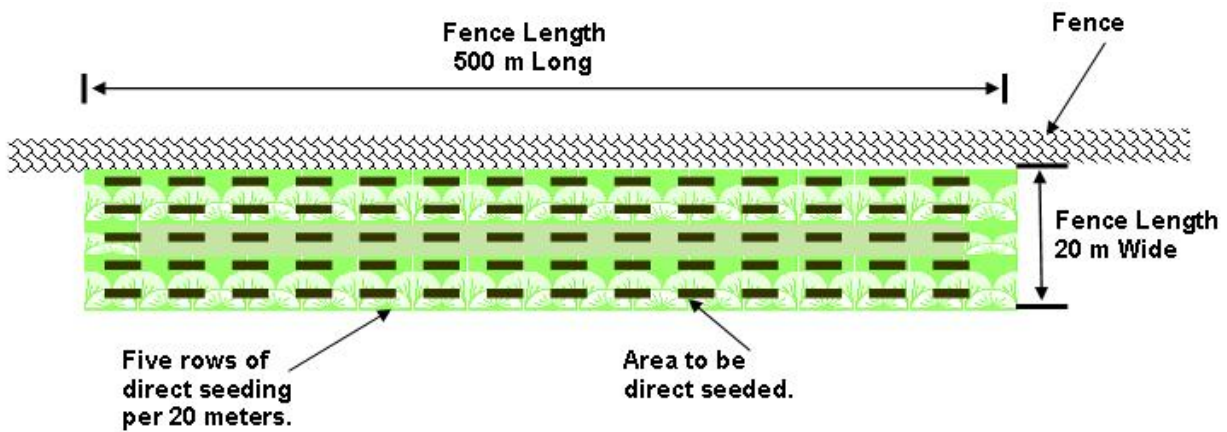 Fence Length
500 m Long
Fence
Fence Length
20 m Wide
Five rows of
direct seeding
per 20 meters.
Area to be
direct seeded.